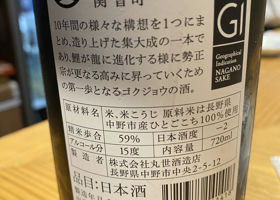 10年間の様々な構想を1つにま
とめ、造り上げた集大成の一本で
あり、鯉が龍に進化する様に勢正
宗が更なる高みに昇っていくため
の第一歩となるゴクジョウの酒。
GI
Geographical
Indication
NAGANO
SAKE
原材料名 米、米こうじ 原料米は長野県
中野市産ひとごこち100%使用
精米歩合 59% 日本酒度 −2
アルコール分 15度 内容量 720ml
製造者 株式会社丸世酒造店
長野県中野市中央2-5-12
品目:日本酒